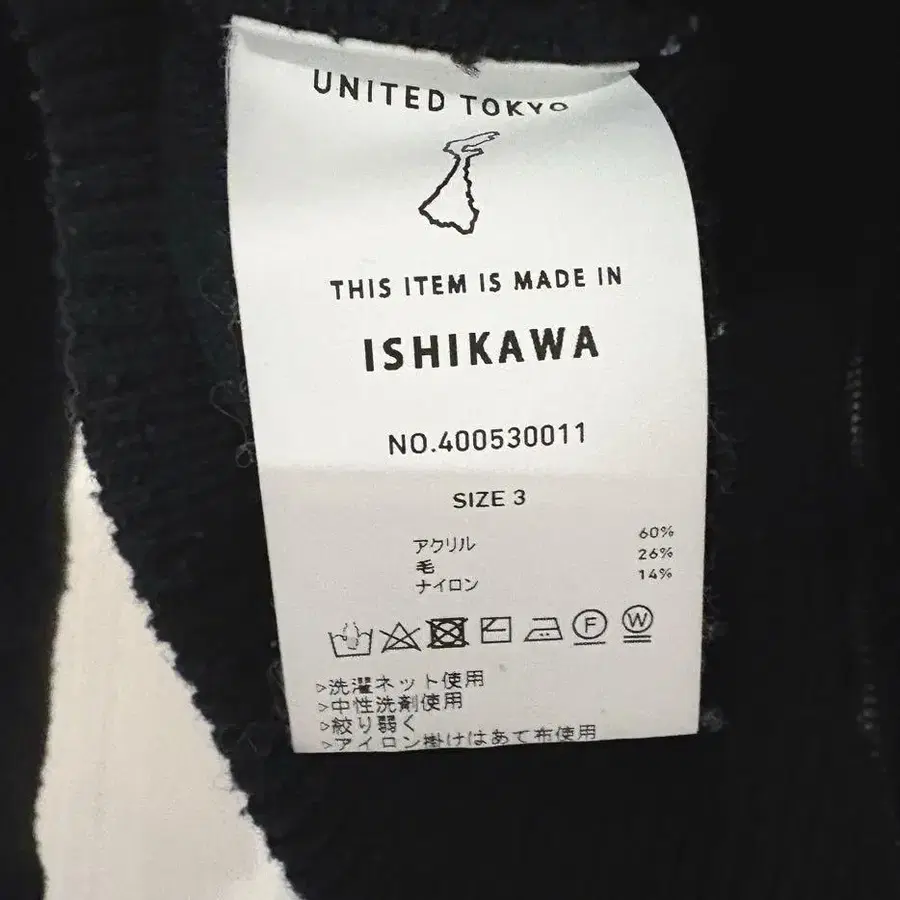 UNITED TOKYO
THIS ITEM IS MADE IN
ISHIKAWA
NO.400530011
SIZE 3
アクリル 60%
毛 26%
ナイロン 14%
F W
▷洗濯ネット使用
▷中性洗剤使用
▷絞り弱く
▷アイロン掛けはあて布使用